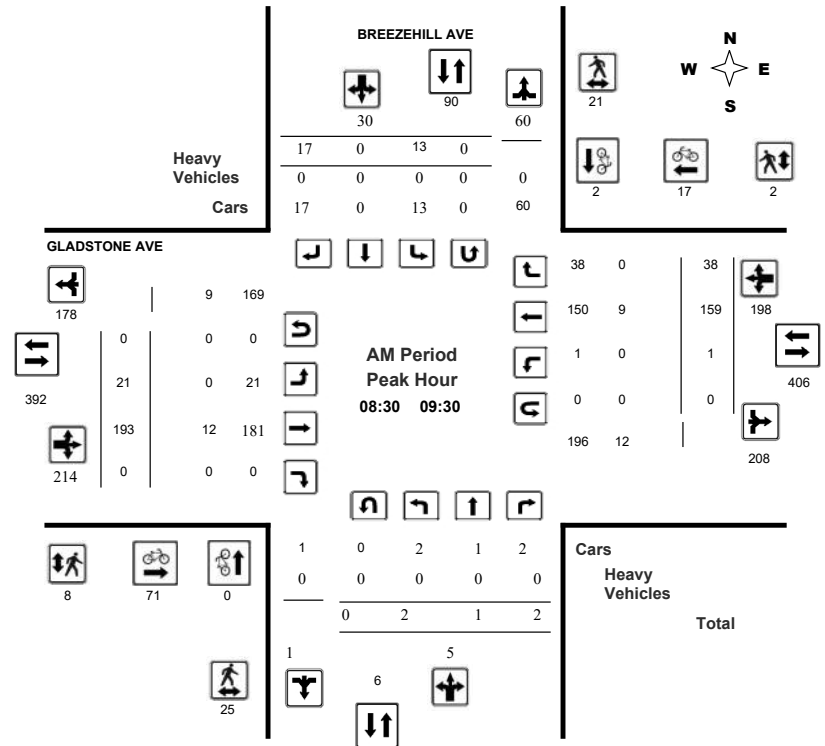 BREEZEHILL AVE
N
W E
S
90
21
30 60
17 0 13 0
Heavy
Vehicles
0 0 0 0 0
2 17 2
Cars 17 0 13 0 60
GLADSTONE AVE
38 0 38
178
9 169
150 9 159 198
0 0 0
AM Period
Peak Hour
08:30 09:30
1 0 1
392
21 0 21
406
0 0 0
193 12 181
196 12
208
214
0 0 0
1 0 2 1 2 Cars
0 0 0 0 0 Heavy
Vehicles
8 71 0
0 2 1 2 Total
1 5
6
25